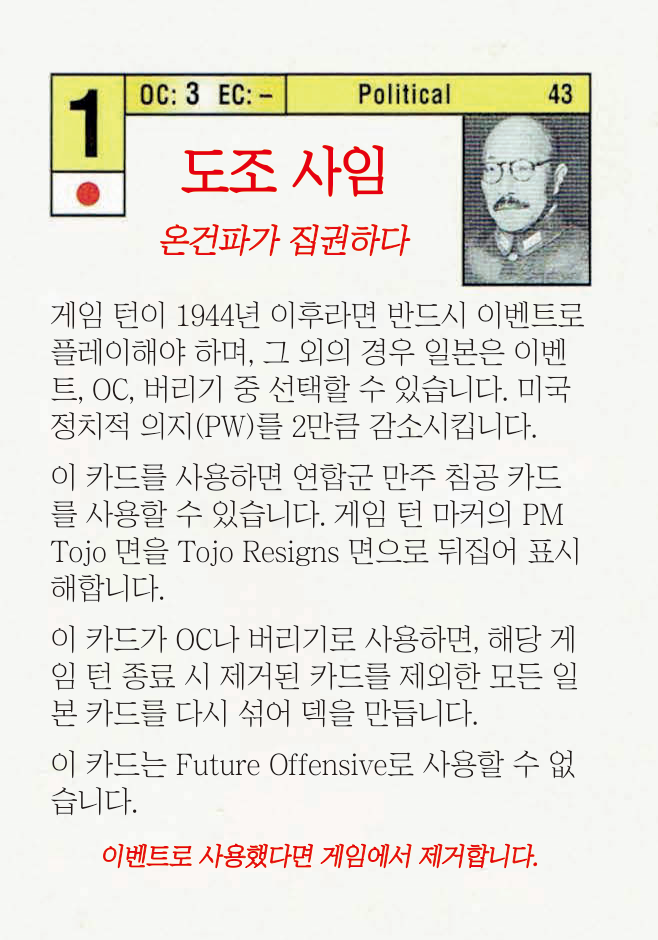 1
OC: 3 EC: –
Political
43
도조 사임
온건파가 집권하다
게임 턴이 1944년 이후라면 반드시 이벤트로
플레이해야 하며, 그 외의 경우 일본은 이벤
트, OC, 버리기 중 선택할 수 있습니다. 미국
정치적 의지(PW)를 2만큼 감소시킵니다.
이 카드를 사용하면 연합군 만주 침공 카드
를 사용할 수 있습니다. 게임 턴 마커의 PM
Tojo 면을 Tojo Resigns 면으로 뒤집어 표시
해합니다.
이 카드가 OC나 버리기로 사용하면, 해당 게
임 턴 종료 시 제거된 카드를 제외한 모든 일
본 카드를 다시 섞어 덱을 만듭니다.
이 카드는 Future Offensive로 사용할 수 없
습니다.
이벤트로 사용했다면 게임에서 제거합니다.